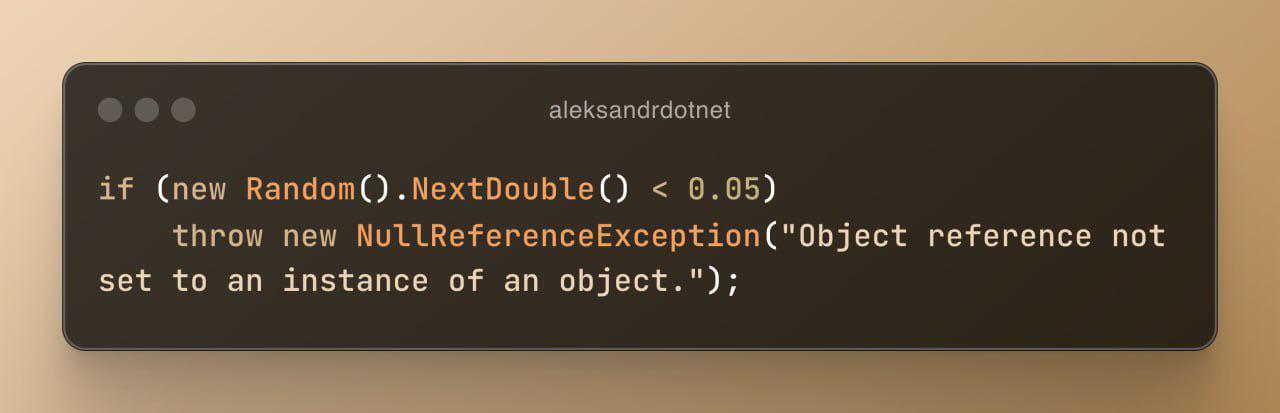 aleksandrdotnet
if (new Random().NextDouble() < 0.05)
    throw new NullReferenceException("Object reference not
set to an instance of an object.");